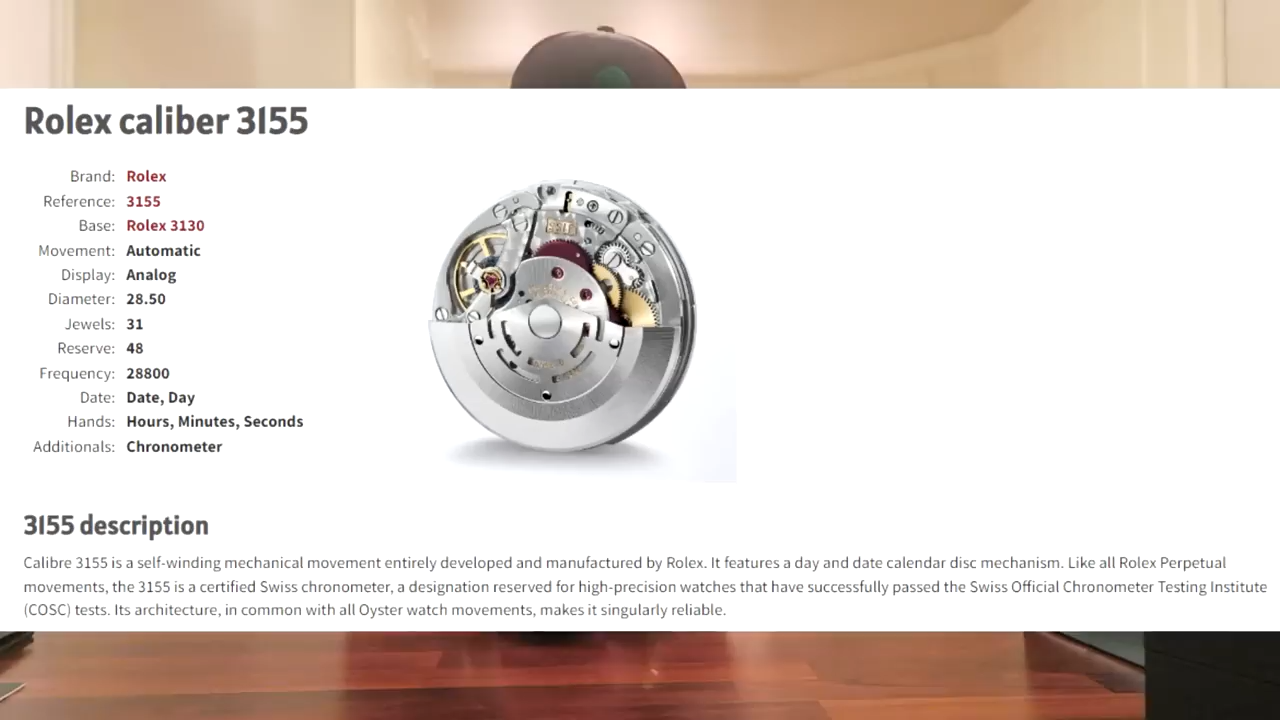 Rolex caliber 3155
Brand: Rolex
Reference: 3155
Base: Rolex 3130
Movement: Automatic
Display: Analog
Diameter: 28.50
Jewels: 31
Reserve: 48
Frequency: 28800
Date: Date, Day
Hands: Hours, Minutes, Seconds
Additionals: Chronometer
3155 description
Calibre 3155 is a self-winding mechanical movement entirely developed and manufactured by Rolex. It features a day and date calendar disc mechanism. Like all Rolex Perpetual
movements, the 3155 is a certified Swiss chronometer, a designation reserved for high-precision watches that have successfully passed the Swiss Official Chronometer Testing Institute
(COSC) tests. Its architecture, in common with all Oyster watch movements, makes it singularly reliable.